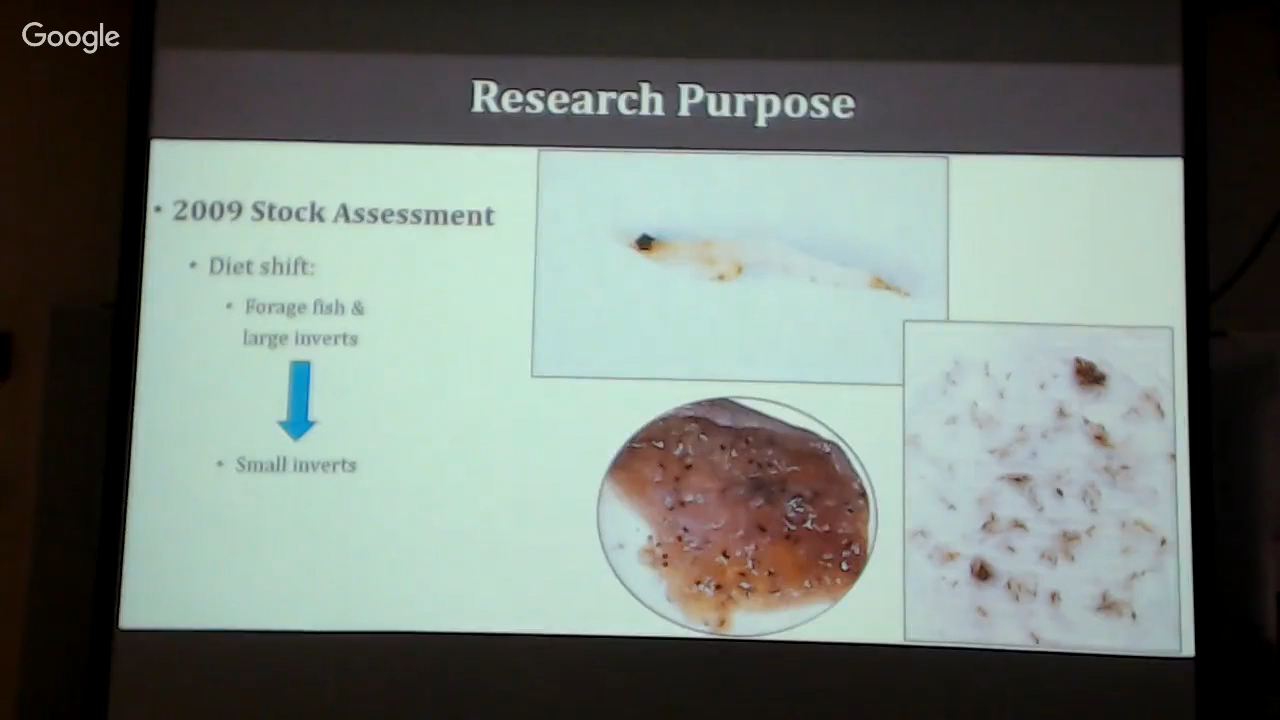 Google
Research Purpose
• 2009 Stock Assessment
• Diet shift:
• Forage fish &
large inverts
• Small inverts